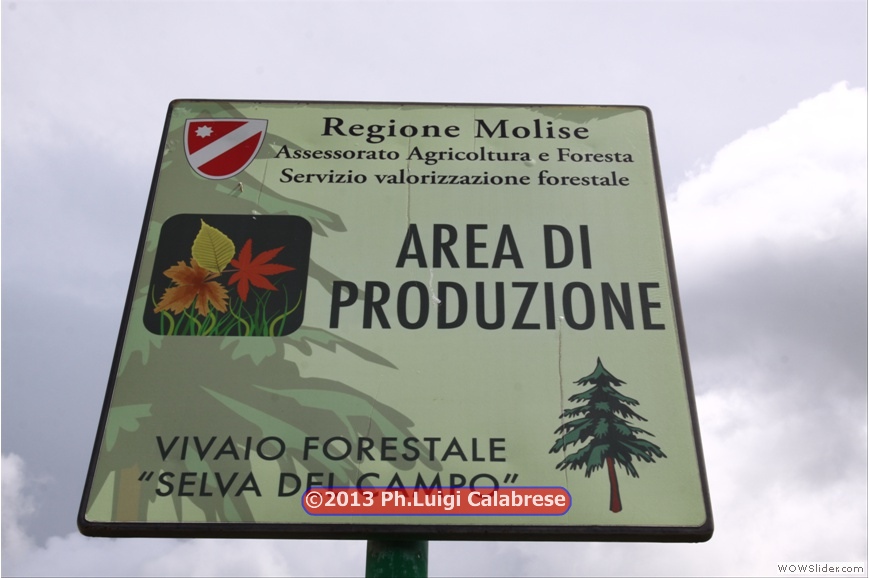 Regione Molise
Assessorato Agricoltura e Foresta
Servizio valorizzazione forestale
AREA DI
PRODUZIONE
VIVAIO FORESTALE
"SELVA DEL CAMPO"
©2013 Ph.Luigi Calabrese
WOWSlider.com